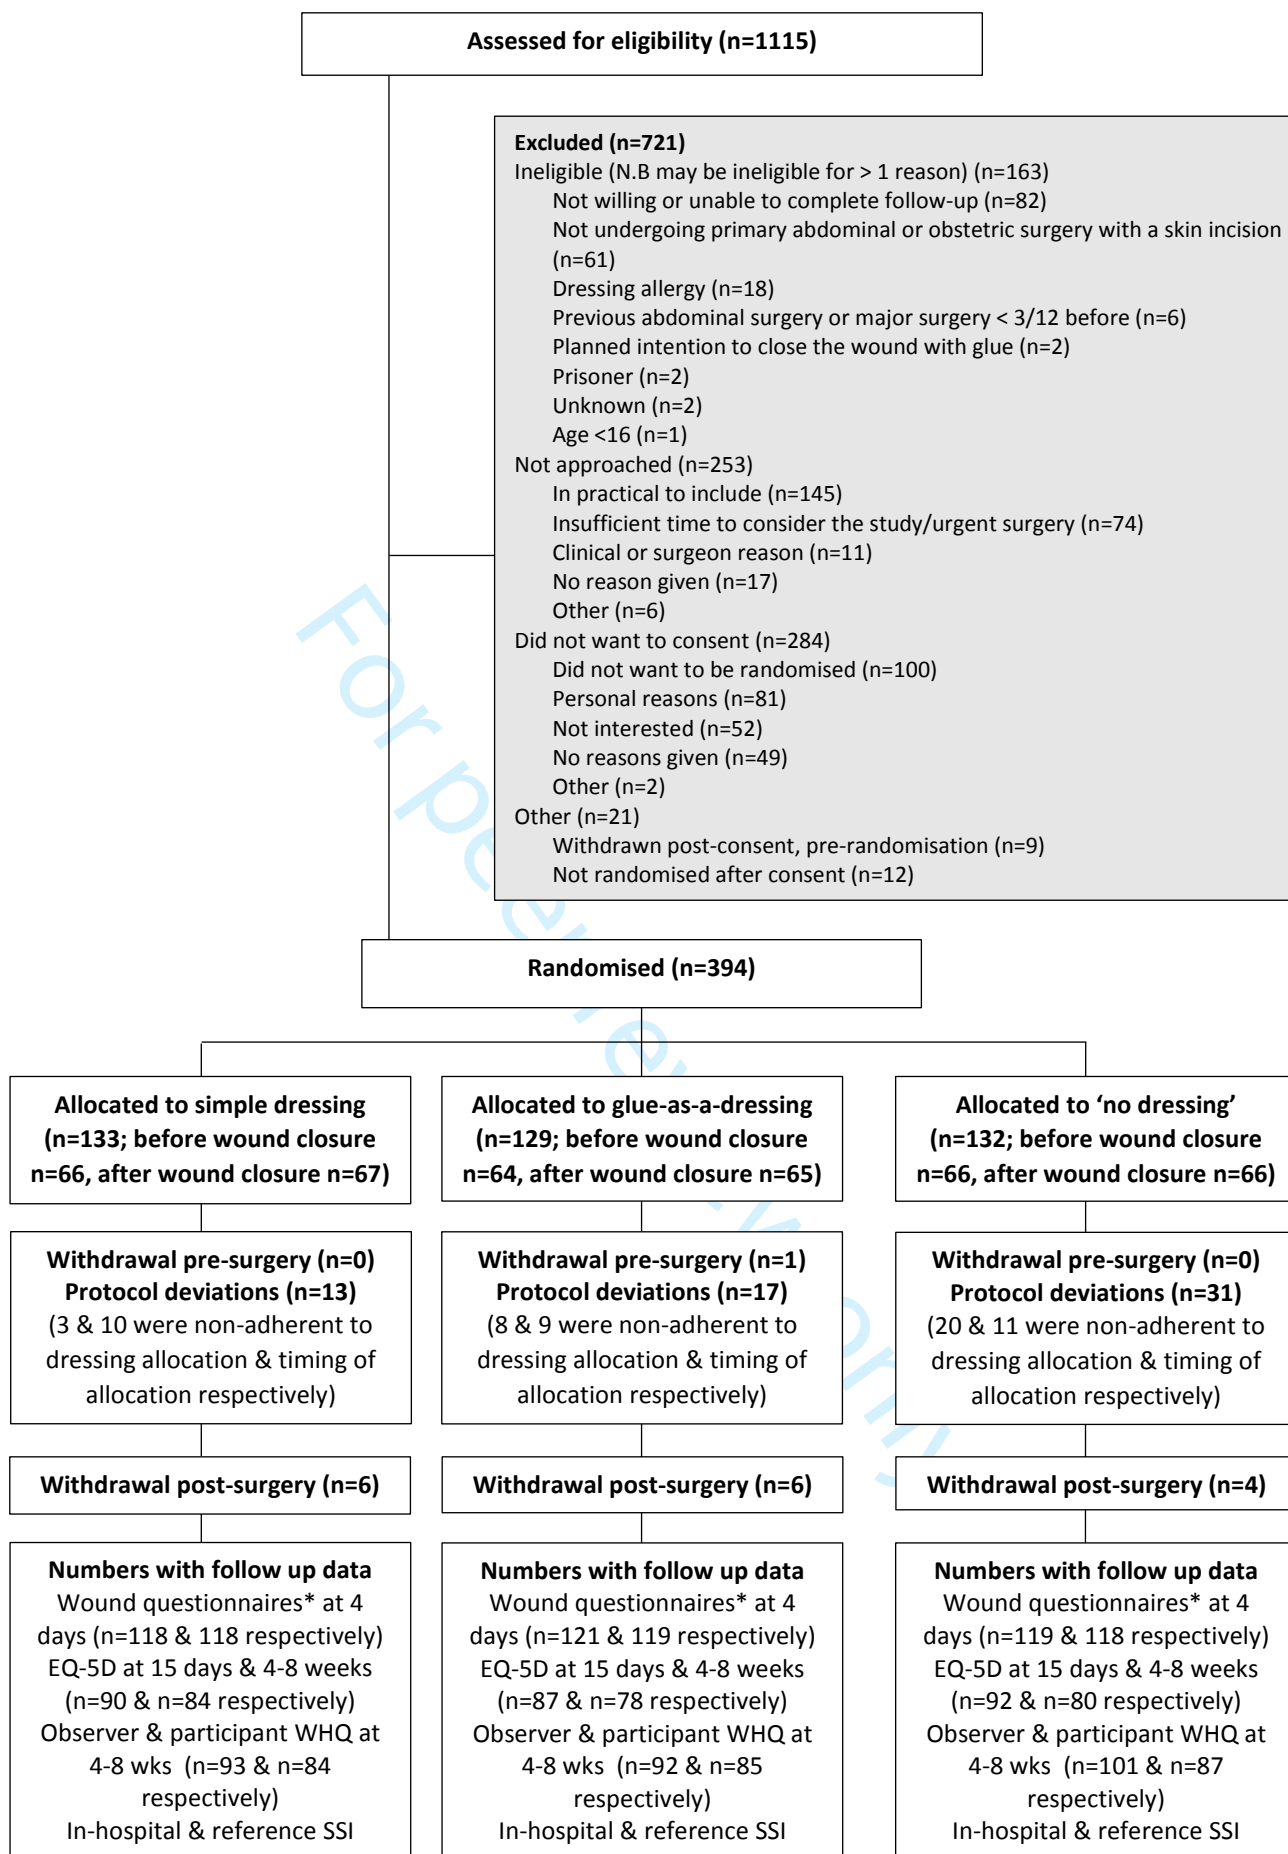 Assessed for eligibility (n=1115)
Excluded (n=721)
Ineligible (N.B may be ineligible for > 1 reason) (n=163)
Not willing or unable to complete follow-up (n=82)
Not undergoing primary abdominal or obstetric surgery with a skin incision
(n=61)
Dressing allergy (n=18)
Previous abdominal surgery or major surgery < 3/12 before (n=6)
Planned intention to close the wound with glue (n=2)
Prisoner (n=2)
Unknown (n=2)
Age <16 (n=1)
Not approached (n=253)
In practical to include (n=145)
Insufficient time to consider the study/urgent surgery (n=74)
Clinical or surgeon reason (n=11)
No reason given (n=17)
Other (n=6)
Did not want to consent (n=284)
Did not want to be randomised (n=100)
Personal reasons (n=81)
Not interested (n=52)
No reasons given (n=49)
Other (n=2)
Other (n=21)
Withdrawn post-consent, pre-randomisation (n=9)
Not randomised after consent (n=12)
Randomised (n=394)
Allocated to simple dressing
(n=133; before wound closure
n=66, after wound closure n=67)
Allocated to glue-as-a-dressing
(n=129; before wound closure
n=64, after wound closure n=65)
Allocated to ‘no dressing’
(n=132; before wound closure
n=66, after wound closure n=66)
Withdrawal pre-surgery (n=0)
Protocol deviations (n=13)
(3 & 10 were non-adherent to
dressing allocation & timing of
allocation respectively)
Withdrawal pre-surgery (n=1)
Protocol deviations (n=17)
(8 & 9 were non-adherent to
dressing allocation & timing of
allocation respectively)
Withdrawal pre-surgery (n=0)
Protocol deviations (n=31)
(20 & 11 were non-adherent to
dressing allocation & timing of
allocation respectively)
Withdrawal post-surgery (n=6)
Withdrawal post-surgery (n=6)
Withdrawal post-surgery (n=4)
Numbers with follow up data
Wound questionnaires* at 4
days (n=118 & 118 respectively)
EQ-5D at 15 days & 4-8 weeks
(n=90 & n=84 respectively)
Observer & participant WHQ at
4-8 wks (n=93 & n=84
respectively)
In-hospital & reference SSI
Numbers with follow up data
Wound questionnaires* at 4
days (n=121 & 119 respectively)
EQ-5D at 15 days & 4-8 weeks
(n=87 & n=78 respectively)
Observer & participant WHQ at
4-8 wks (n=92 & n=85
respectively)
In-hospital & reference SSI
Numbers with follow up data
Wound questionnaires* at 4
days (n=119 & 118 respectively)
EQ-5D at 15 days & 4-8 weeks
(n=92 & n=80 respectively)
Observer & participant WHQ at
4-8 wks (n=101 & n=87
respectively)
In-hospital & reference SSI
For peer review only